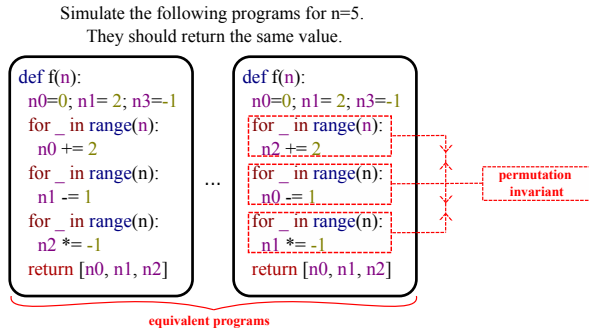 Simulate the following programs for n=5.
They should return the same value.
def f(n):
n0=0; n1= 2; n3=-1
for _ in range(n):
n0 += 2
for _ in range(n):
n1 -= 1
for _ in range(n):
n2 *= -1
return [n0, n1, n2]
...
def f(n):
n0=0; n1= 2; n3=-1
for _ in range(n):
n2 += 2
for _ in range(n):
n0 -= 1
for _ in range(n):
n1 *= -1
return [n0, n1, n2]
permutation
invariant
equivalent programs